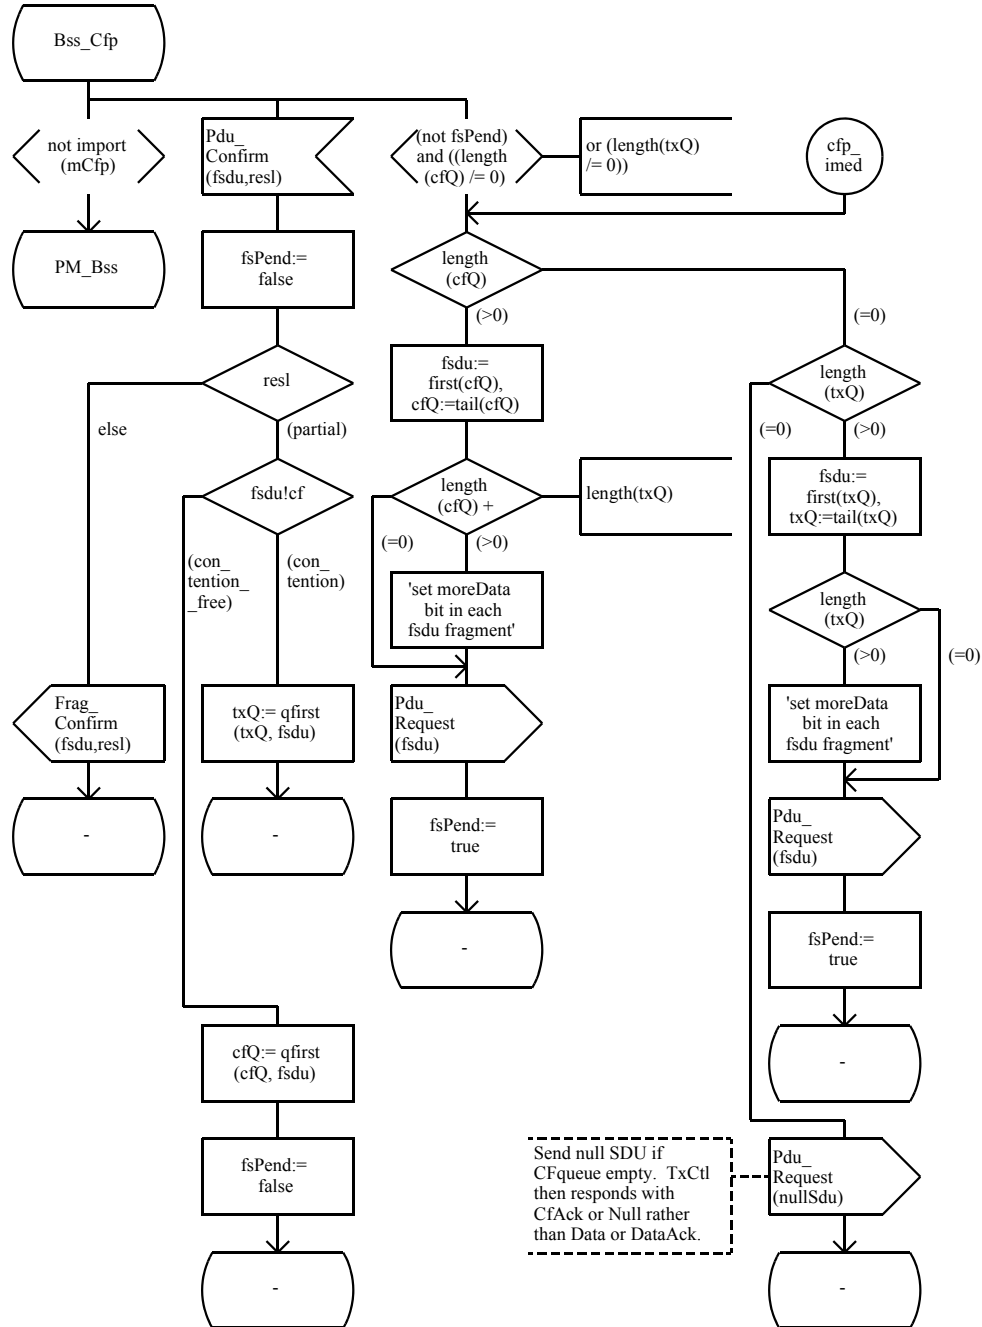 Bss_Cfp
not import
(mCfp)
PM_Bss
Pdu_
Confirm
(fsdu,resl)
fsPend:=
false
resl
else
(partial)
fsdu!cf
(con_
tention_
_free)
(con_
tention)
Frag_
Confirm
(fsdu,resl)
-
txQ:= qfirst
(txQ, fsdu)
-
cfQ:= qfirst
(cfQ, fsdu)
fsPend:=
false
-
(not fsPend)
and ((length
(cfQ) /= 0)
or (length(txQ)
/= 0))
cfp_
imed
length
(cfQ)
(>0)
(=0)
fsdu:=
first(cfQ),
cfQ:=tail(cfQ)
length
(cfQ) +
length(txQ)
(=0)
(>0)
'set moreData
bit in each
fsdu fragment'
Pdu_
Request
(fsdu)
fsPend:=
true
-
length
(txQ)
(=0)
(>0)
fsdu:=
first(txQ),
txQ:=tail(txQ)
length
(txQ)
(>0)
(=0)
'set moreData
bit in each
fsdu fragment'
Pdu_
Request
(fsdu)
fsPend:=
true
-
Send null SDU if
CFqueue empty. TxCtl
then responds with
CfAck or Null rather
than Data or DataAck.
Pdu_
Request
(nullSdu)
-